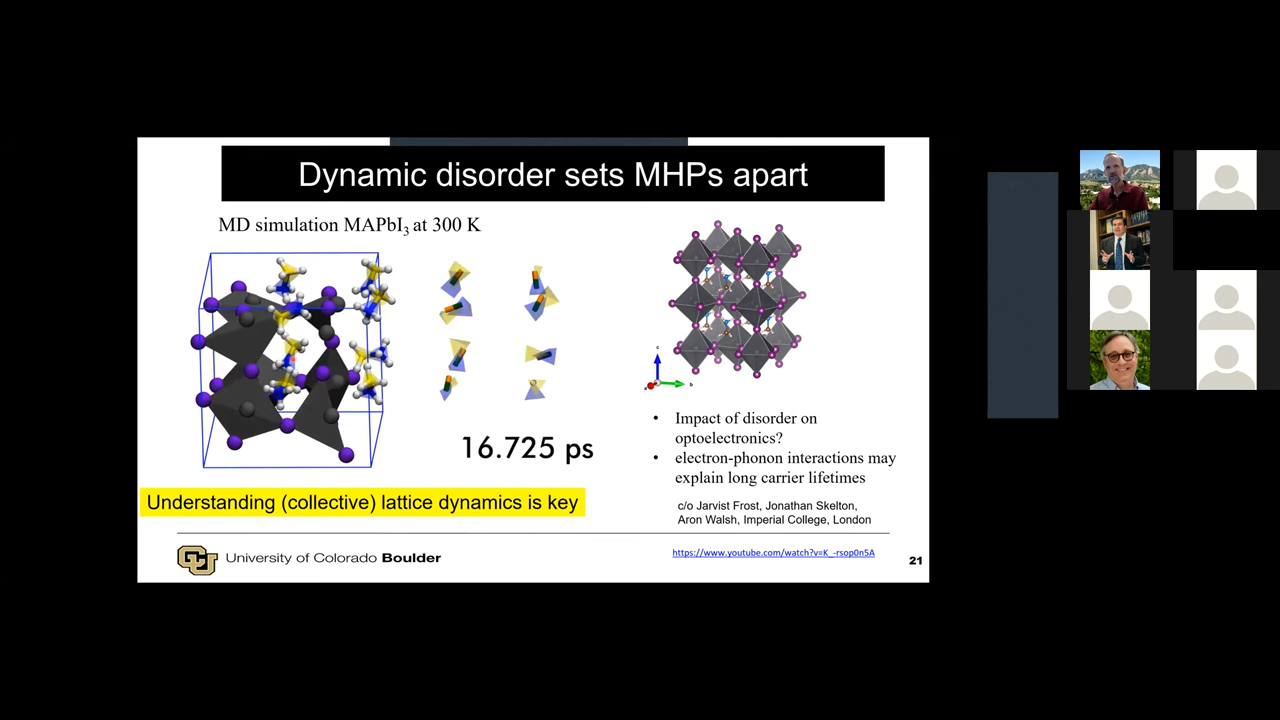 Dynamic disorder sets MHPs apart
MD simulation MAPbI3 at 300 K
16.725 ps
Understanding (collective) lattice dynamics is key
c
b
a
• Impact of disorder on
optoelectronics?
• electron-phonon interactions may
explain long carrier lifetimes
c/o Jarvist Frost, Jonathan Skelton,
Aron Walsh, Imperial College, London
University of Colorado Boulder
https://www.youtube.com/watch?v=K_-rsop0n5A
21